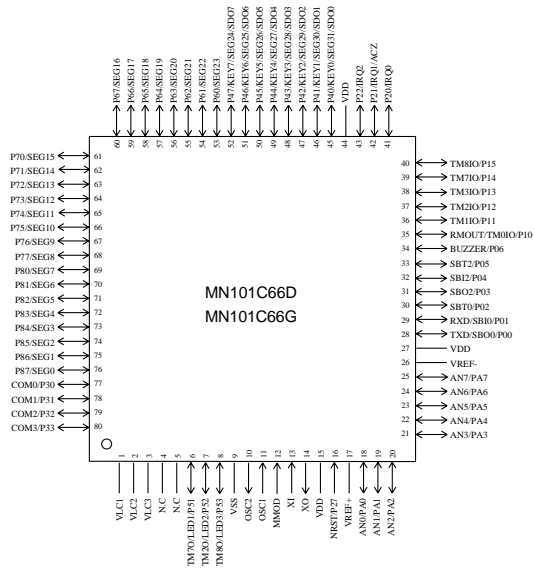 P67/SEG16
P66/SEG17
P65/SEG18
P64/SEG19
P63/SEG20
P62/SEG21
P61/SEG22
P60/SEG23
P47/KEY7/SEG24/SDO7
P46/KEY6/SEG25/SDO6
P45/KEY5/SEG26/SDO5
P44/KEY4/SEG27/SDO4
P43/KEY3/SEG28/SDO3
P42/KEY2/SEG29/SDO2
P41/KEY1/SEG30/SDO1
P40/KEY0/SEG31/SDO0
VDD
P22/IRQ2
P21/IRQ1/ACZ
P20/IRQ0
60 59 58 57 56 55 54 53 52 51 50 49 48 47 46 45 44 43 42 41
P70/SEG15 61
P71/SEG14 62
P72/SEG13 63
P73/SEG12 64
P74/SEG11 65
P75/SEG10 66
P76/SEG9 67
P77/SEG8 68
P80/SEG7 69
P81/SEG6 70
P82/SEG5 71
P83/SEG4 72
P84/SEG3 73
P85/SEG2 74
P86/SEG1 75
P87/SEG0 76
COM0/P30 77
COM1/P31 78
COM2/P32 79
COM3/P33 80
MN101C66D
MN101C66G
40 TM8IO/P15
39 TM7IO/P14
38 TM3IO/P13
37 TM2IO/P12
36 TM1IO/P11
35 RMOUT/TM0IO/P10
34 BUZZER/P06
33 SBT2/P05
32 SBI2/P04
31 SBO2/P03
30 SBT0/P02
29 RXD/SBI0/P01
28 TXD/SBO0/P00
27 VDD
26 VREF-
25 AN7/PA7
24 AN6/PA6
23 AN5/PA5
22 AN4/PA4
21 AN3/PA3
1 2 3 4 5 6 7 8 9 10 11 12 13 14 15 16 17 18 19 20
VLC1
VLC2
VLC3
N.C
N.C
TM7O/LED1/P51
TM2O/LED2/P52
TM8O/LED3/P53
VSS
OSC2
OSC1
MMOD
XI
XO
VDD
NRST/P27
VREF+
AN0/PA0
AN1/PA1
AN2/PA2